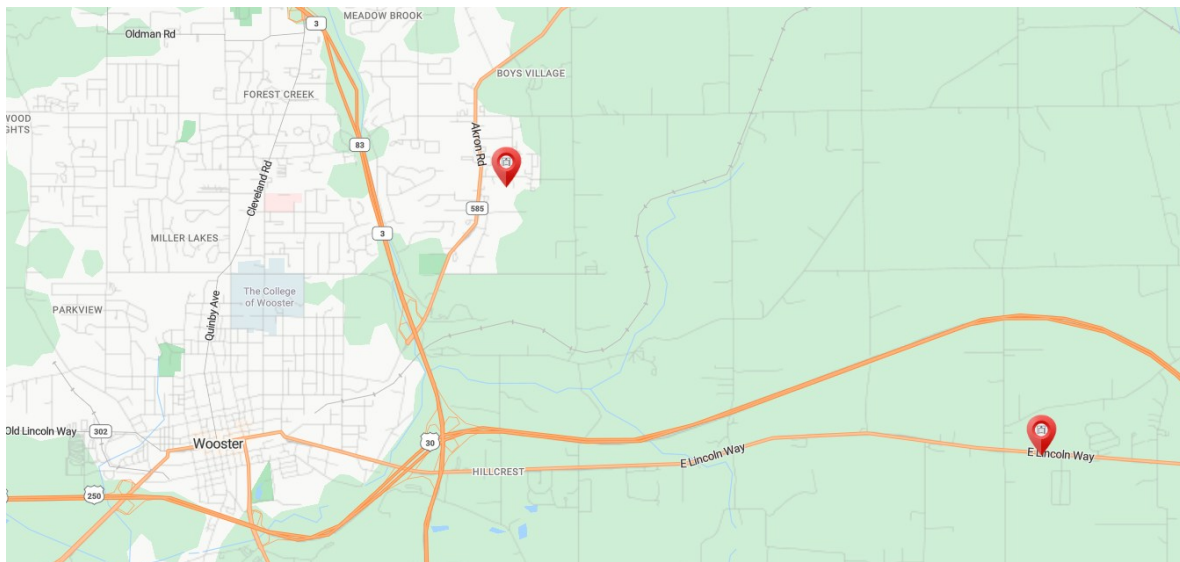 MEADOW BROOK
3
Oldman Rd
BOYS VILLAGE
FOREST CREEK
WOOD
GHTS
Akron Rd
83
Cleveland Rd
585
3
MILLER LAKES
The College
of Wooster
PARKVIEW
Quinby Ave
Old Lincoln Way
302
Wooster
30
E Lincoln Way
E Lincoln Way
HILLCREST
250